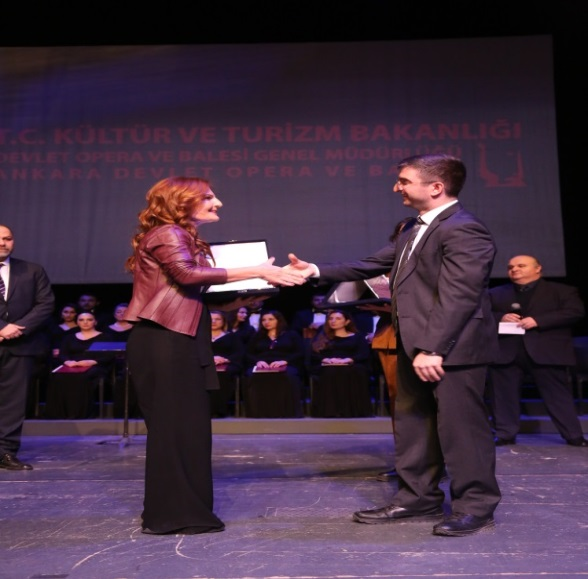 T.C. KÜLTÜR VE TURİZM BAKANLIĞI
DEVLET OPERA VE BALESİ GENEL MÜDÜRLÜĞÜ
ANKARA DEVLET OPERA VE